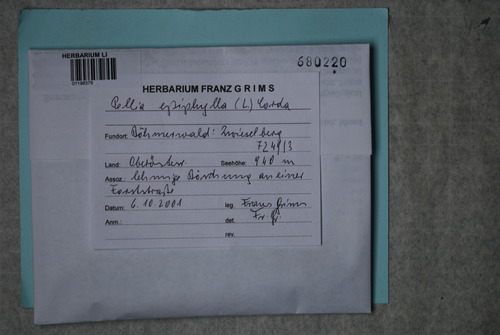 HERBARIUM LI
680220
HERBARIUM FRANZ GRIMS
Pellia epiphylla (L.) Corda
Fundort: Böhmerwald: Zwieselberg
7249/3
Land: Oberösterr. Seehöhe: 940 m
Assoz.: lehmige Böschung an einer
Forststraße
Datum: 6.10.2001 leg. Franz Grims
Anm.: det. Fr. Gr.
rev.